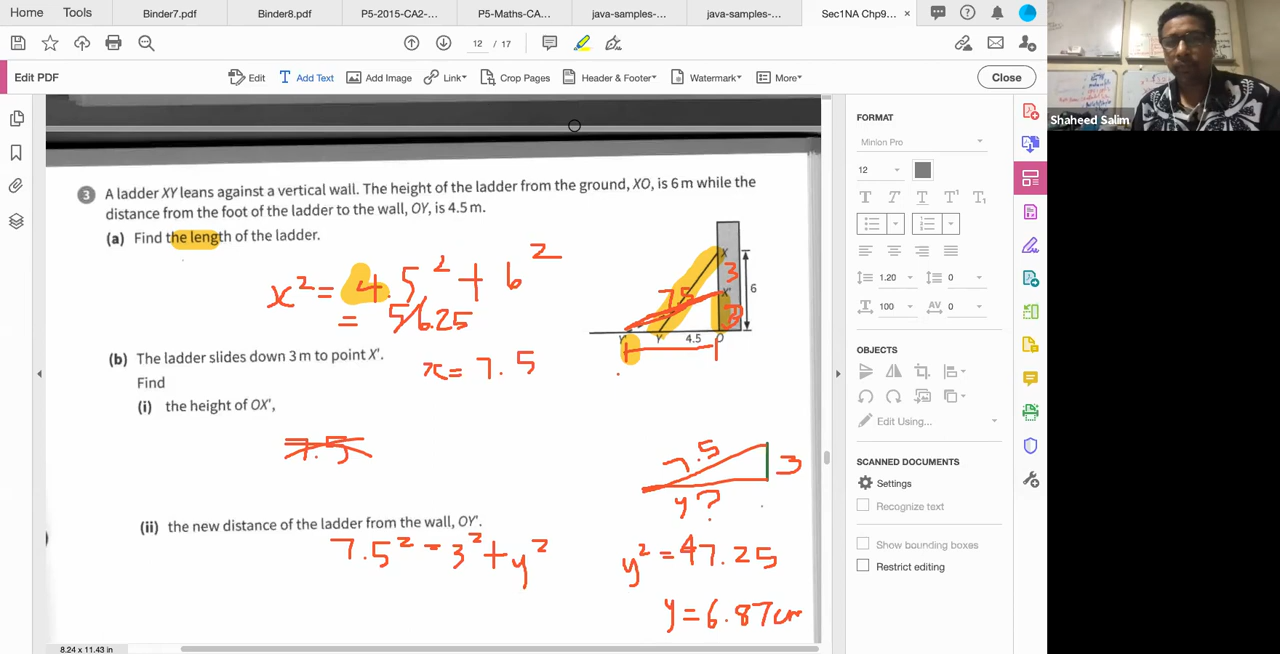 Home Tools Binder7.pdf Binder8.pdf P5-2015-CA2-... P5-Maths-CA... java-samples-... java-samples-... Sec1NA Chp9... ×
12 / 17
Edit PDF Edit Add Text Add Image Link Crop Pages Header & Footer Watermark More Close
Shaheed Salim
3 A ladder XY leans against a vertical wall. The height of the ladder from the ground, XO, is 6 m while the
distance from the foot of the ladder to the wall, OY, is 4.5 m.
(a) Find the length of the ladder.
x² = 4.5² + 6²
= 56.25
x = 7.5
X
3
X'
7.5
3
6
Y' Y 4.5 O
(b) The ladder slides down 3 m to point X'.
Find
(i) the height of OX',
7.5
7.5
3
y?
(ii) the new distance of the ladder from the wall, OY'.
7.5² = 3² + y²
y² = 47.25
y = 6.87cm
8.24 x 11.43 in
FORMAT
Minion Pro
12
T T T T¹ T₁
1.20 0
100 AV 0
OBJECTS
Edit Using...
SCANNED DOCUMENTS
Settings
Recognize text
Show bounding boxes
Restrict editing